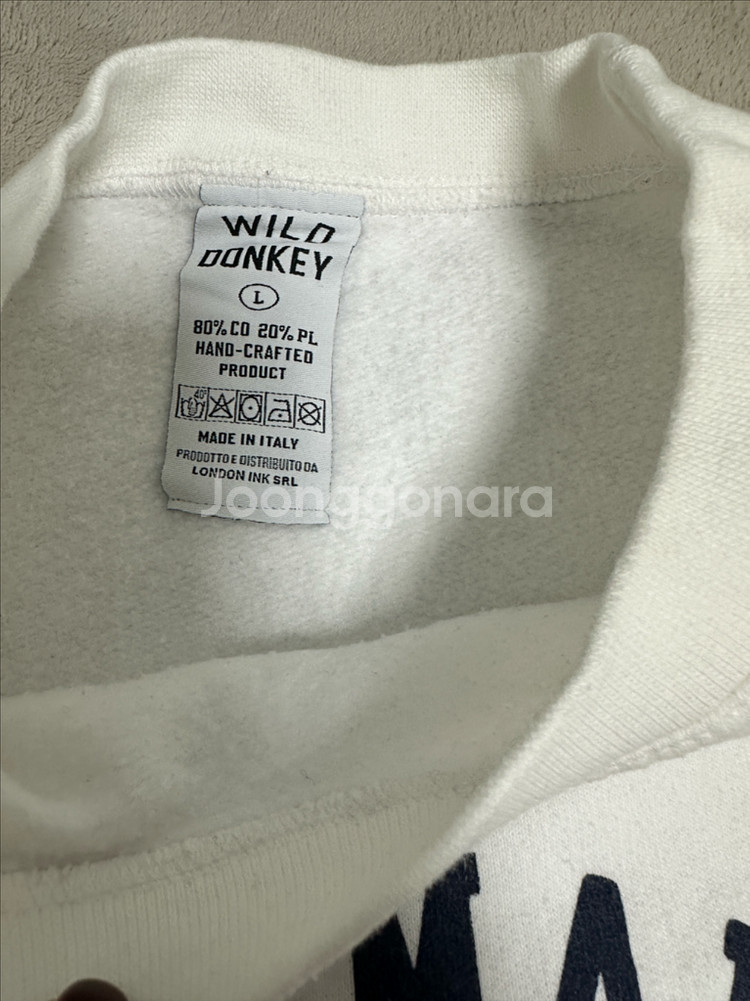 WILD
DONKEY
L
80% CO 20% PL
HAND-CRAFTED
PRODUCT
40°
MADE IN ITALY
PRODOTTO E DISTRIBUITO DA
LONDON INK SRL
Joonggonara